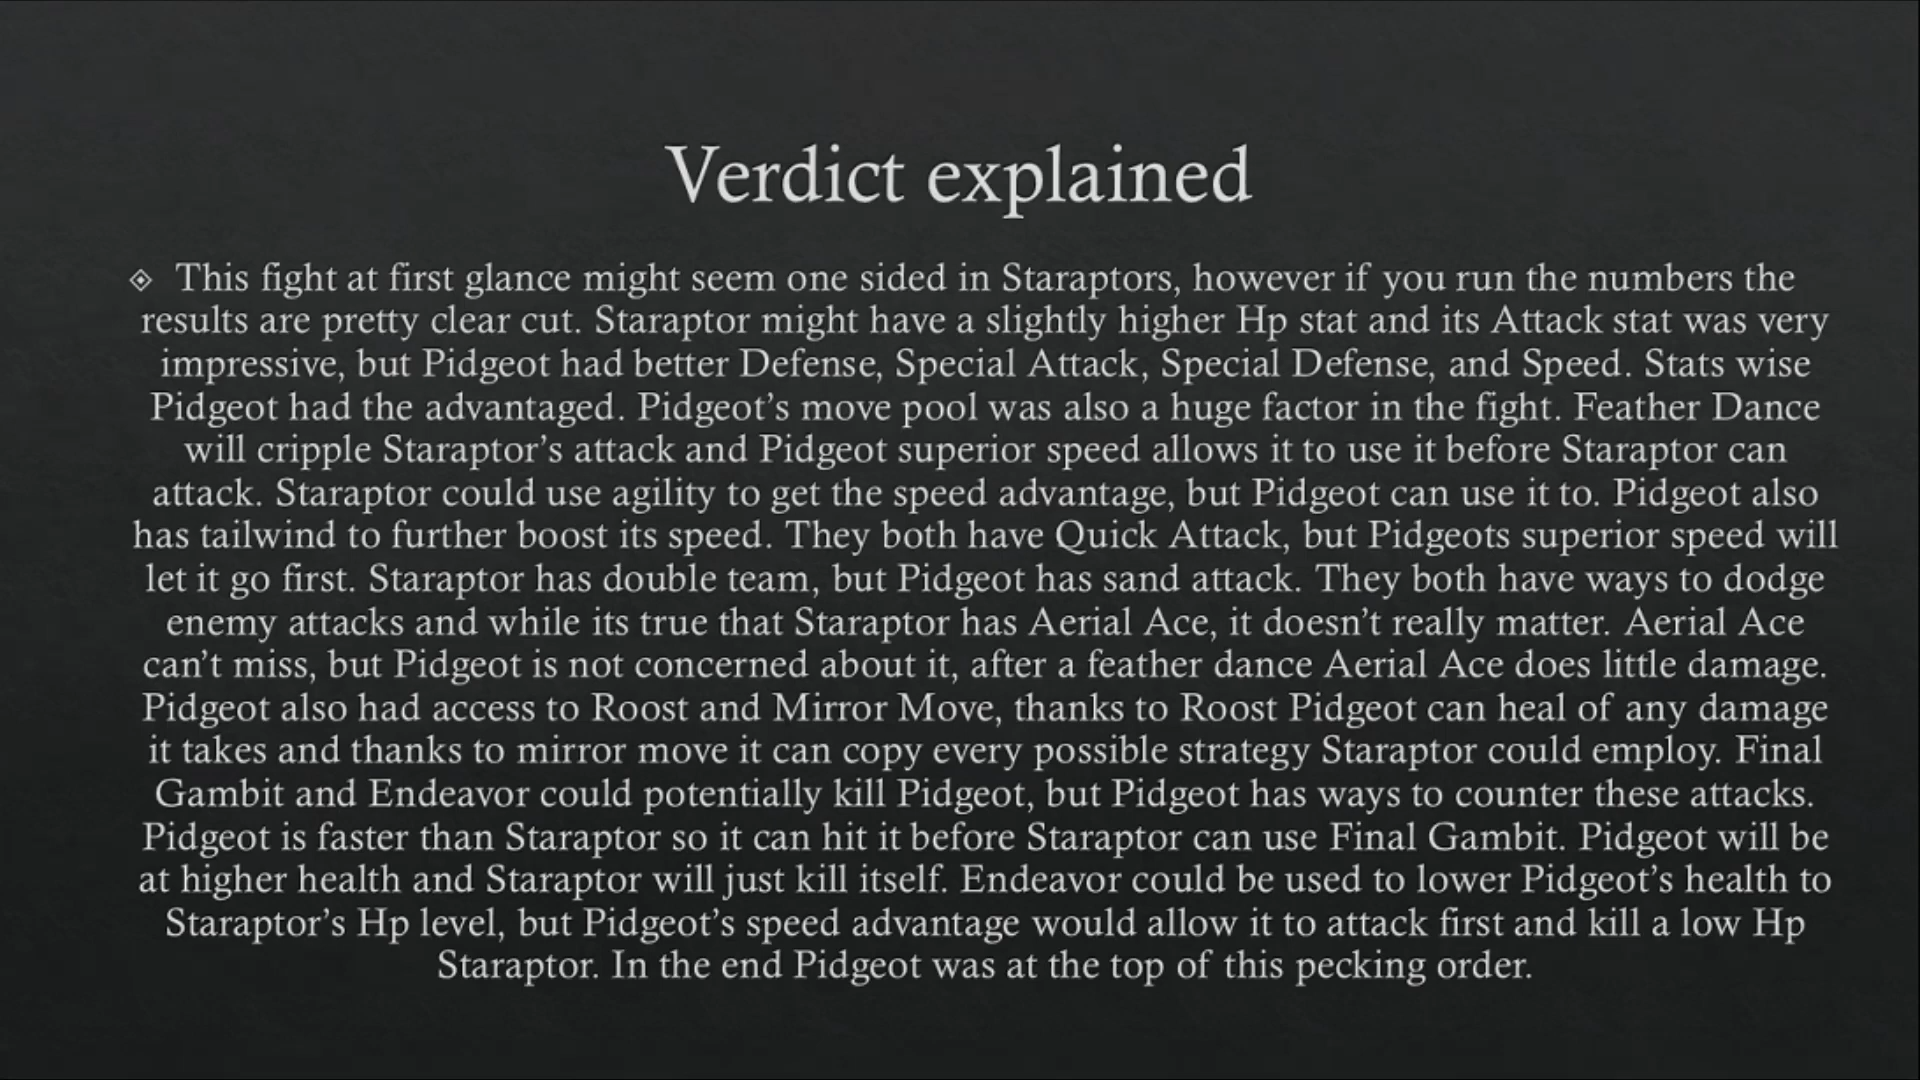 Verdict explained
This fight at first glance might seem one sided in Staraptors, however if you run the numbers the
results are pretty clear cut. Staraptor might have a slightly higher Hp stat and its Attack stat was very
impressive, but Pidgeot had better Defense, Special Attack, Special Defense, and Speed. Stats wise
Pidgeot had the advantaged. Pidgeot’s move pool was also a huge factor in the fight. Feather Dance
will cripple Staraptor’s attack and Pidgeot superior speed allows it to use it before Staraptor can
attack. Staraptor could use agility to get the speed advantage, but Pidgeot can use it to. Pidgeot also
has tailwind to further boost its speed. They both have Quick Attack, but Pidgeots superior speed will
let it go first. Staraptor has double team, but Pidgeot has sand attack. They both have ways to dodge
enemy attacks and while its true that Staraptor has Aerial Ace, it doesn’t really matter. Aerial Ace
can’t miss, but Pidgeot is not concerned about it, after a feather dance Aerial Ace does little damage.
Pidgeot also had access to Roost and Mirror Move, thanks to Roost Pidgeot can heal of any damage
it takes and thanks to mirror move it can copy every possible strategy Staraptor could employ. Final
Gambit and Endeavor could potentially kill Pidgeot, but Pidgeot has ways to counter these attacks.
Pidgeot is faster than Staraptor so it can hit it before Staraptor can use Final Gambit. Pidgeot will be
at higher health and Staraptor will just kill itself. Endeavor could be used to lower Pidgeot’s health to
Staraptor’s Hp level, but Pidgeot’s speed advantage would allow it to attack first and kill a low Hp
Staraptor. In the end Pidgeot was at the top of this pecking order.